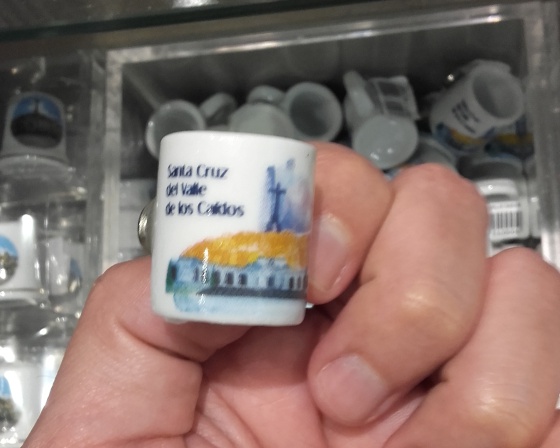 Santa Cruz
del Valle
de los Caídos